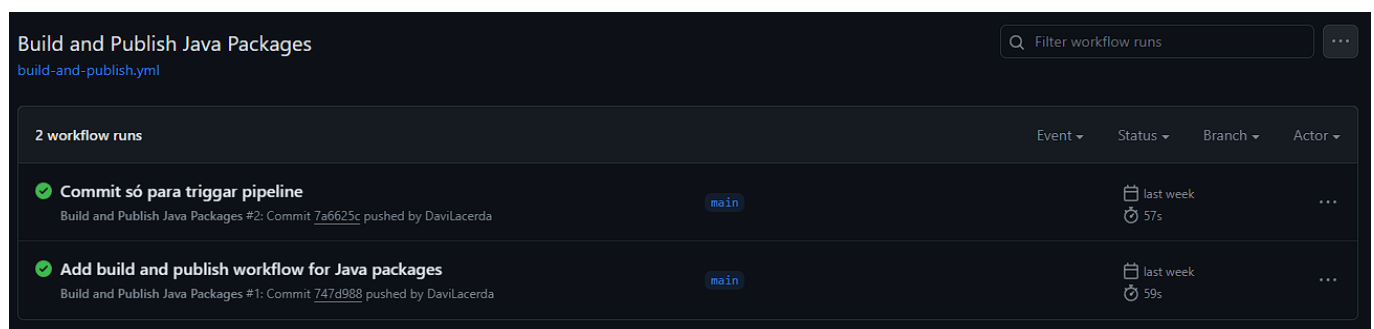 Build and Publish Java Packages
Filter workflow runs
build-and-publish.yml
2 workflow runs
Event
Status
Branch
Actor
Commit só para triggar pipeline
Build and Publish Java Packages #2: Commit 7a6625c pushed by DaviLacerda
main
last week
57s
Add build and publish workflow for Java packages
Build and Publish Java Packages #1: Commit 747d988 pushed by DaviLacerda
main
last week
59s